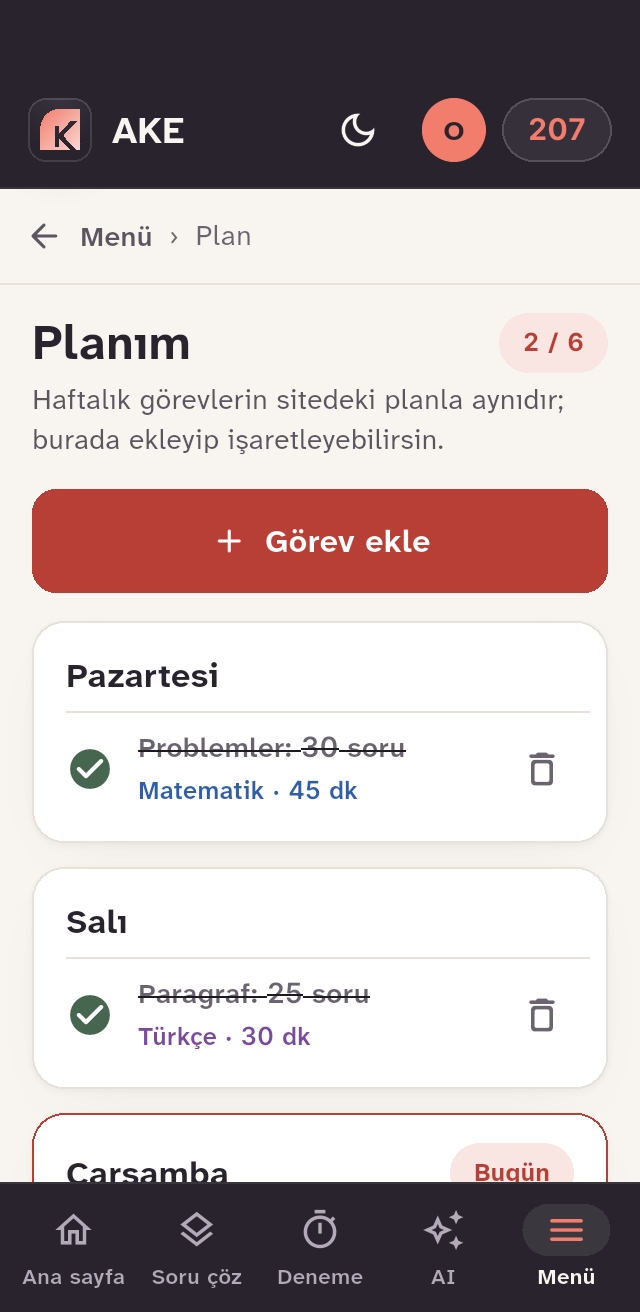 K AKE O 207
Menü › Plan
Planım 2 / 6
Haftalık görevlerin sitedeki planla aynıdır;
burada ekleyip işaretleyebilirsin.
+ Görev ekle
Pazartesi
Problemler: 30 soru
Matematik · 45 dk
Salı
Paragraf: 25 soru
Türkçe · 30 dk
Çarşamba Bugün
Ana sayfa Soru çöz Deneme AI Menü